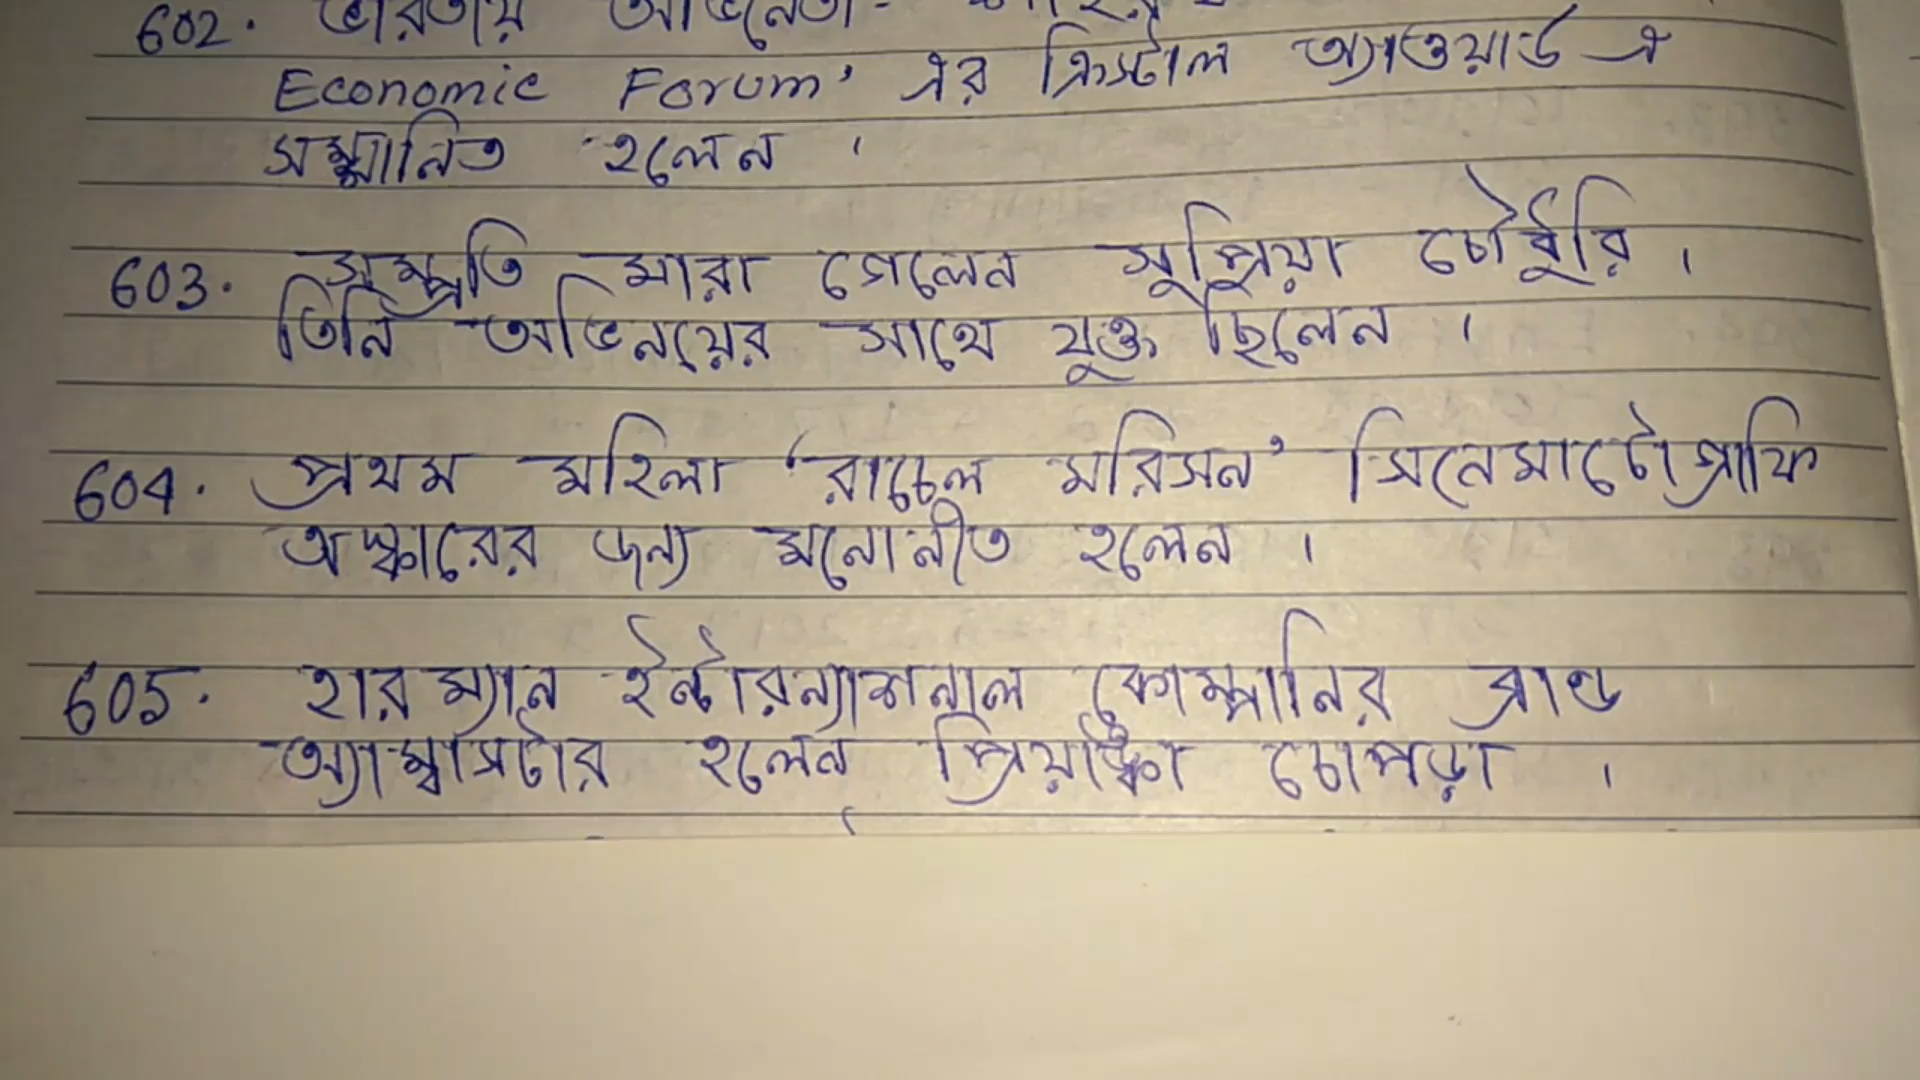 602. ভারতীয় অভিনেতা-
Economic Forum' এর ক্রিস্টাল অ্যাওয়ার্ড এ
সম্মানিত হলেন ।
603. সম্প্রতি মারা গেলেন সুপ্রিয়া চৌধুরি ।
তিনি অভিনয়ের সাথে যুক্ত ছিলেন ।
604. প্রথম মহিলা 'রাচেল মরিসন' সিনেমাটোগ্রাফি
অস্কারের জন্য মনোনীত হলেন ।
605. হারম্যান ইন্টারন্যাশনাল কোম্পানির ব্রাণ্ড
অ্যাম্বাসিটার হলেন প্রিয়াঙ্কা চোপড়া ।